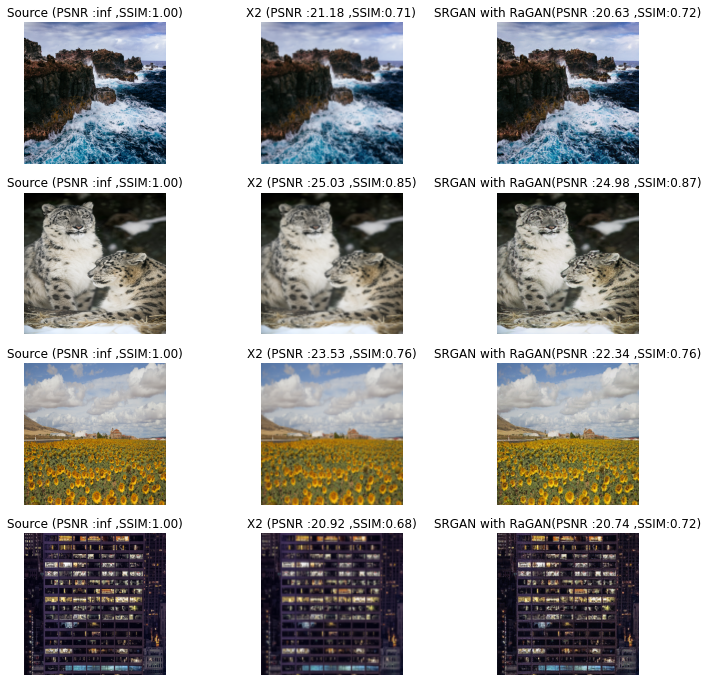 Source (PSNR :inf ,SSIM:1.00)
X2 (PSNR :21.18 ,SSIM:0.71)
SRGAN with RaGAN(PSNR :20.63 ,SSIM:0.72)
Source (PSNR :inf ,SSIM:1.00)
X2 (PSNR :25.03 ,SSIM:0.85)
SRGAN with RaGAN(PSNR :24.98 ,SSIM:0.87)
Source (PSNR :inf ,SSIM:1.00)
X2 (PSNR :23.53 ,SSIM:0.76)
SRGAN with RaGAN(PSNR :22.34 ,SSIM:0.76)
Source (PSNR :inf ,SSIM:1.00)
X2 (PSNR :20.92 ,SSIM:0.68)
SRGAN with RaGAN(PSNR :20.74 ,SSIM:0.72)